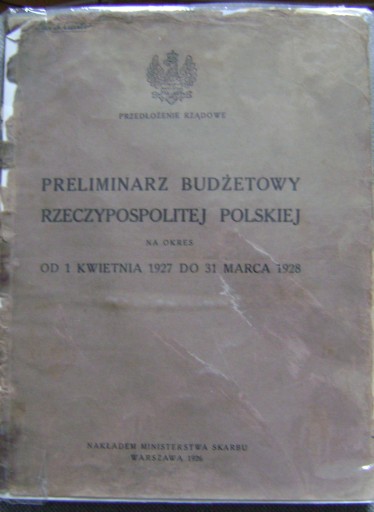 PRZEDŁOŻENIE RZĄDOWE
PRELIMINARZ BUDŻETOWY
RZECZYPOSPOLITEJ POLSKIEJ
NA OKRES
OD 1 KWIETNIA 1927 DO 31 MARCA 1928
NAKŁADEM MINISTERSTWA SKARBU
WARSZAWA 1926